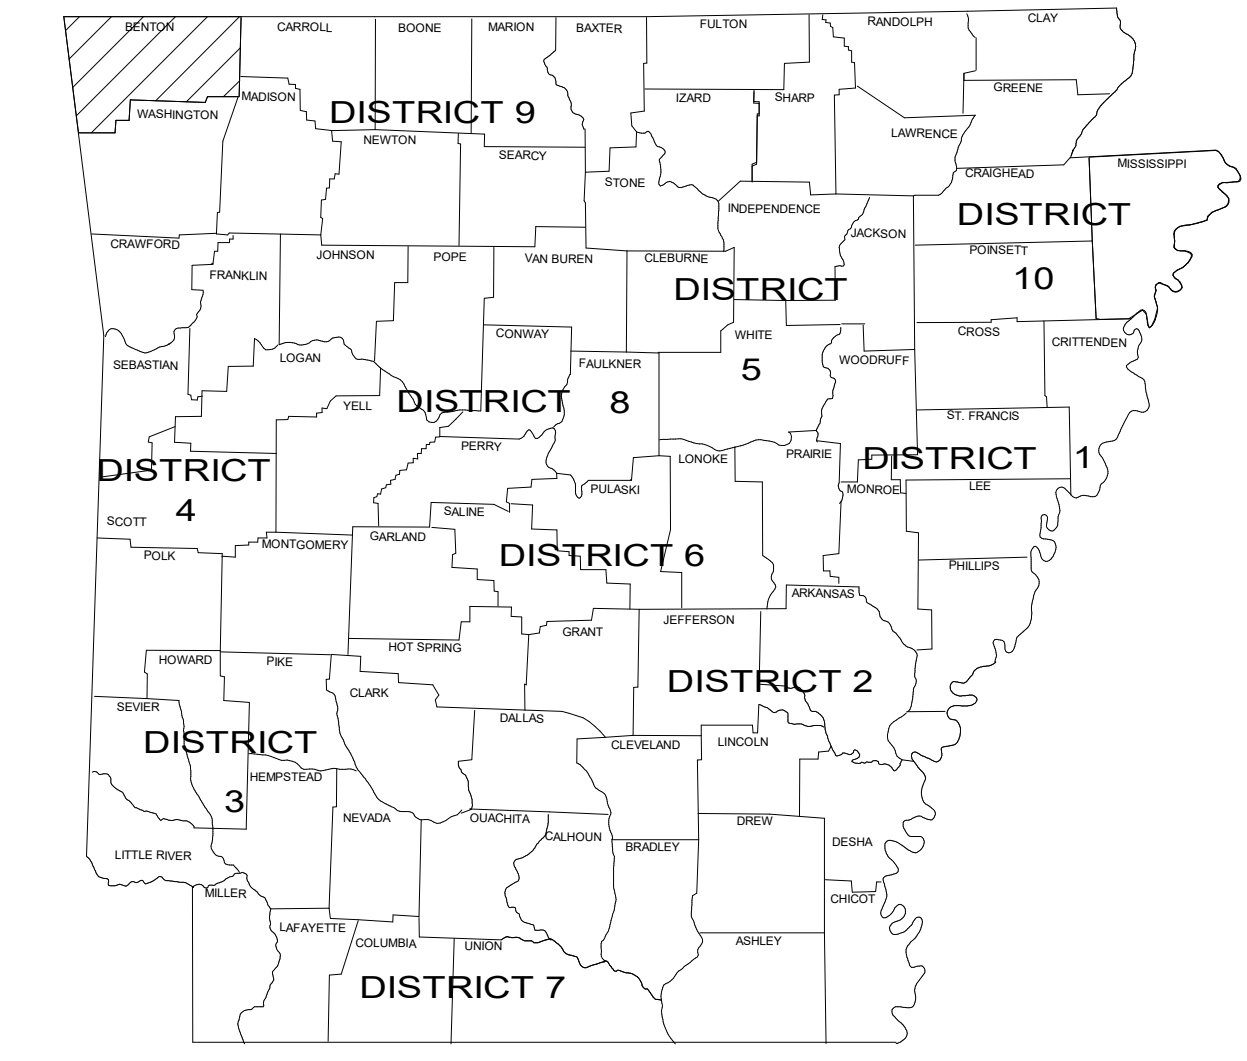 BENTON
CARROLL
BOONE
MARION
BAXTER
FULTON
RANDOLPH
CLAY
WASHINGTON
MADISON
DISTRICT 9
IZARD
SHARP
GREENE
NEWTON
SEARCY
LAWRENCE
STONE
CRAIGHEAD
MISSISSIPPI
INDEPENDENCE
JACKSON
DISTRICT
10
CRAWFORD
FRANKLIN
JOHNSON
POPE
VAN BUREN
CLEBURNE
POINSETT
DISTRICT
5
SEBASTIAN
LOGAN
CONWAY
FAULKNER
WHITE
WOODRUFF
CROSS
CRITTENDEN
YELL
DISTRICT 8
ST. FRANCIS
PERRY
LONOKE
PRAIRIE
DISTRICT 1
DISTRICT
4
PULASKI
MONROE
LEE
SCOTT
SALINE
POLK
MONTGOMERY
GARLAND
DISTRICT 6
PHILLIPS
ARKANSAS
HOT SPRING
GRANT
JEFFERSON
HOWARD
PIKE
CLARK
DISTRICT 2
SEVIER
DALLAS
DISTRICT
3
CLEVELAND
LINCOLN
HEMPSTEAD
NEVADA
OUACHITA
CALHOUN
DREW
DESHA
LITTLE RIVER
BRADLEY
MILLER
CHICOT
LAFAYETTE
COLUMBIA
UNION
ASHLEY
DISTRICT 7